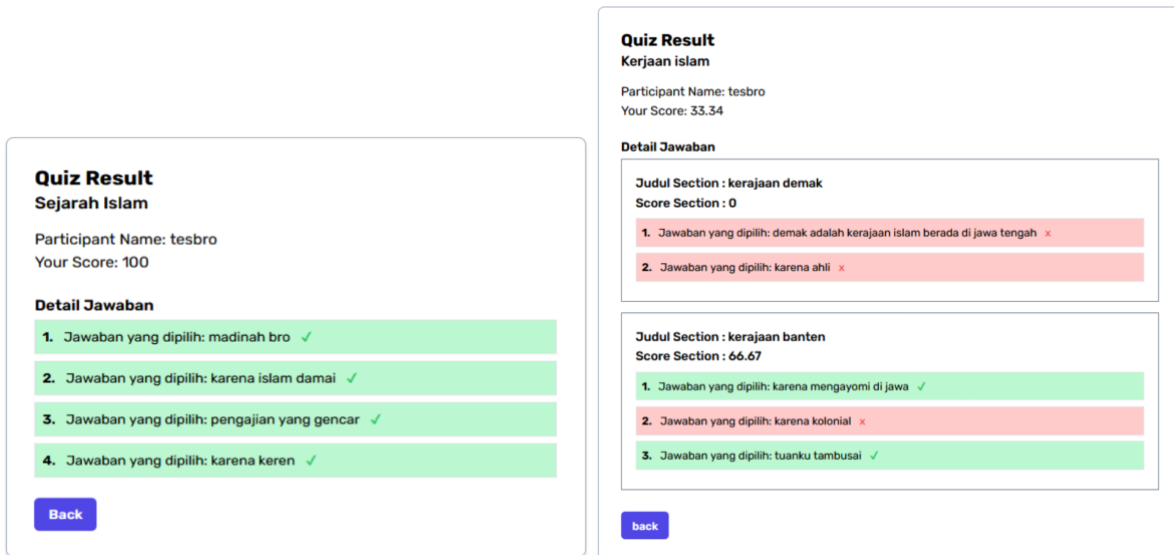 Quiz Result
Sejarah Islam
Participant Name: tesbro
Your Score: 100
Detail Jawaban
1. Jawaban yang dipilih: madinah bro ✓
2. Jawaban yang dipilih: karena islam damai ✓
3. Jawaban yang dipilih: pengajian yang gencar ✓
4. Jawaban yang dipilih: karena keren ✓
Back
Quiz Result
Kerjaan islam
Participant Name: tesbro
Your Score: 33.34
Detail Jawaban
Judul Section : kerajaan demak
Score Section : 0
1. Jawaban yang dipilih: demak adalah kerajaan islam berada di jawa tengah x
2. Jawaban yang dipilih: karena ahli x
Judul Section : kerajaan banten
Score Section : 66.67
1. Jawaban yang dipilih: karena mengayomi di jawa ✓
2. Jawaban yang dipilih: karena kolonial x
3. Jawaban yang dipilih: tuanku tambusai ✓
back